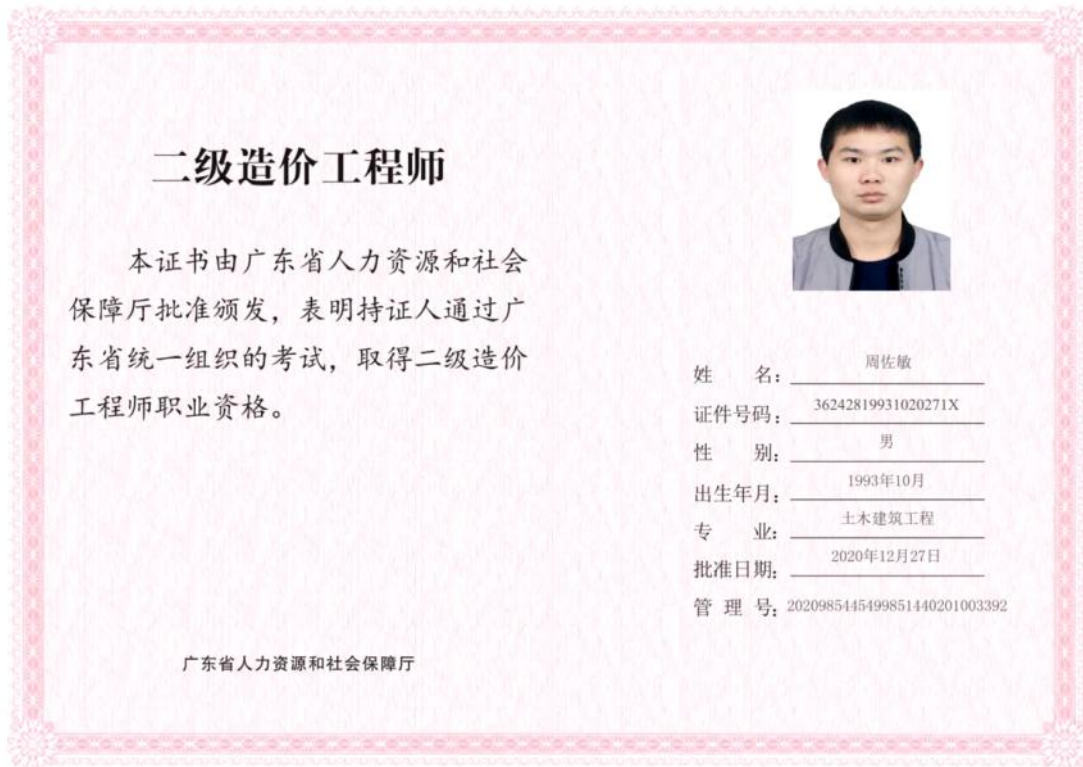 二级造价工程师
本证书由广东省人力资源和社会
保障厅批准颁发，表明持证人通过广
东省统一组织的考试，取得二级造价
工程师职业资格。
广东省人力资源和社会保障厅
姓 名：周佐敏
证件号码：36242819931020271X
性 别：男
出生年月：1993年10月
专 业：土木建筑工程
批准日期：2020年12月27日
管 理 号：20209854454998514402010033​92